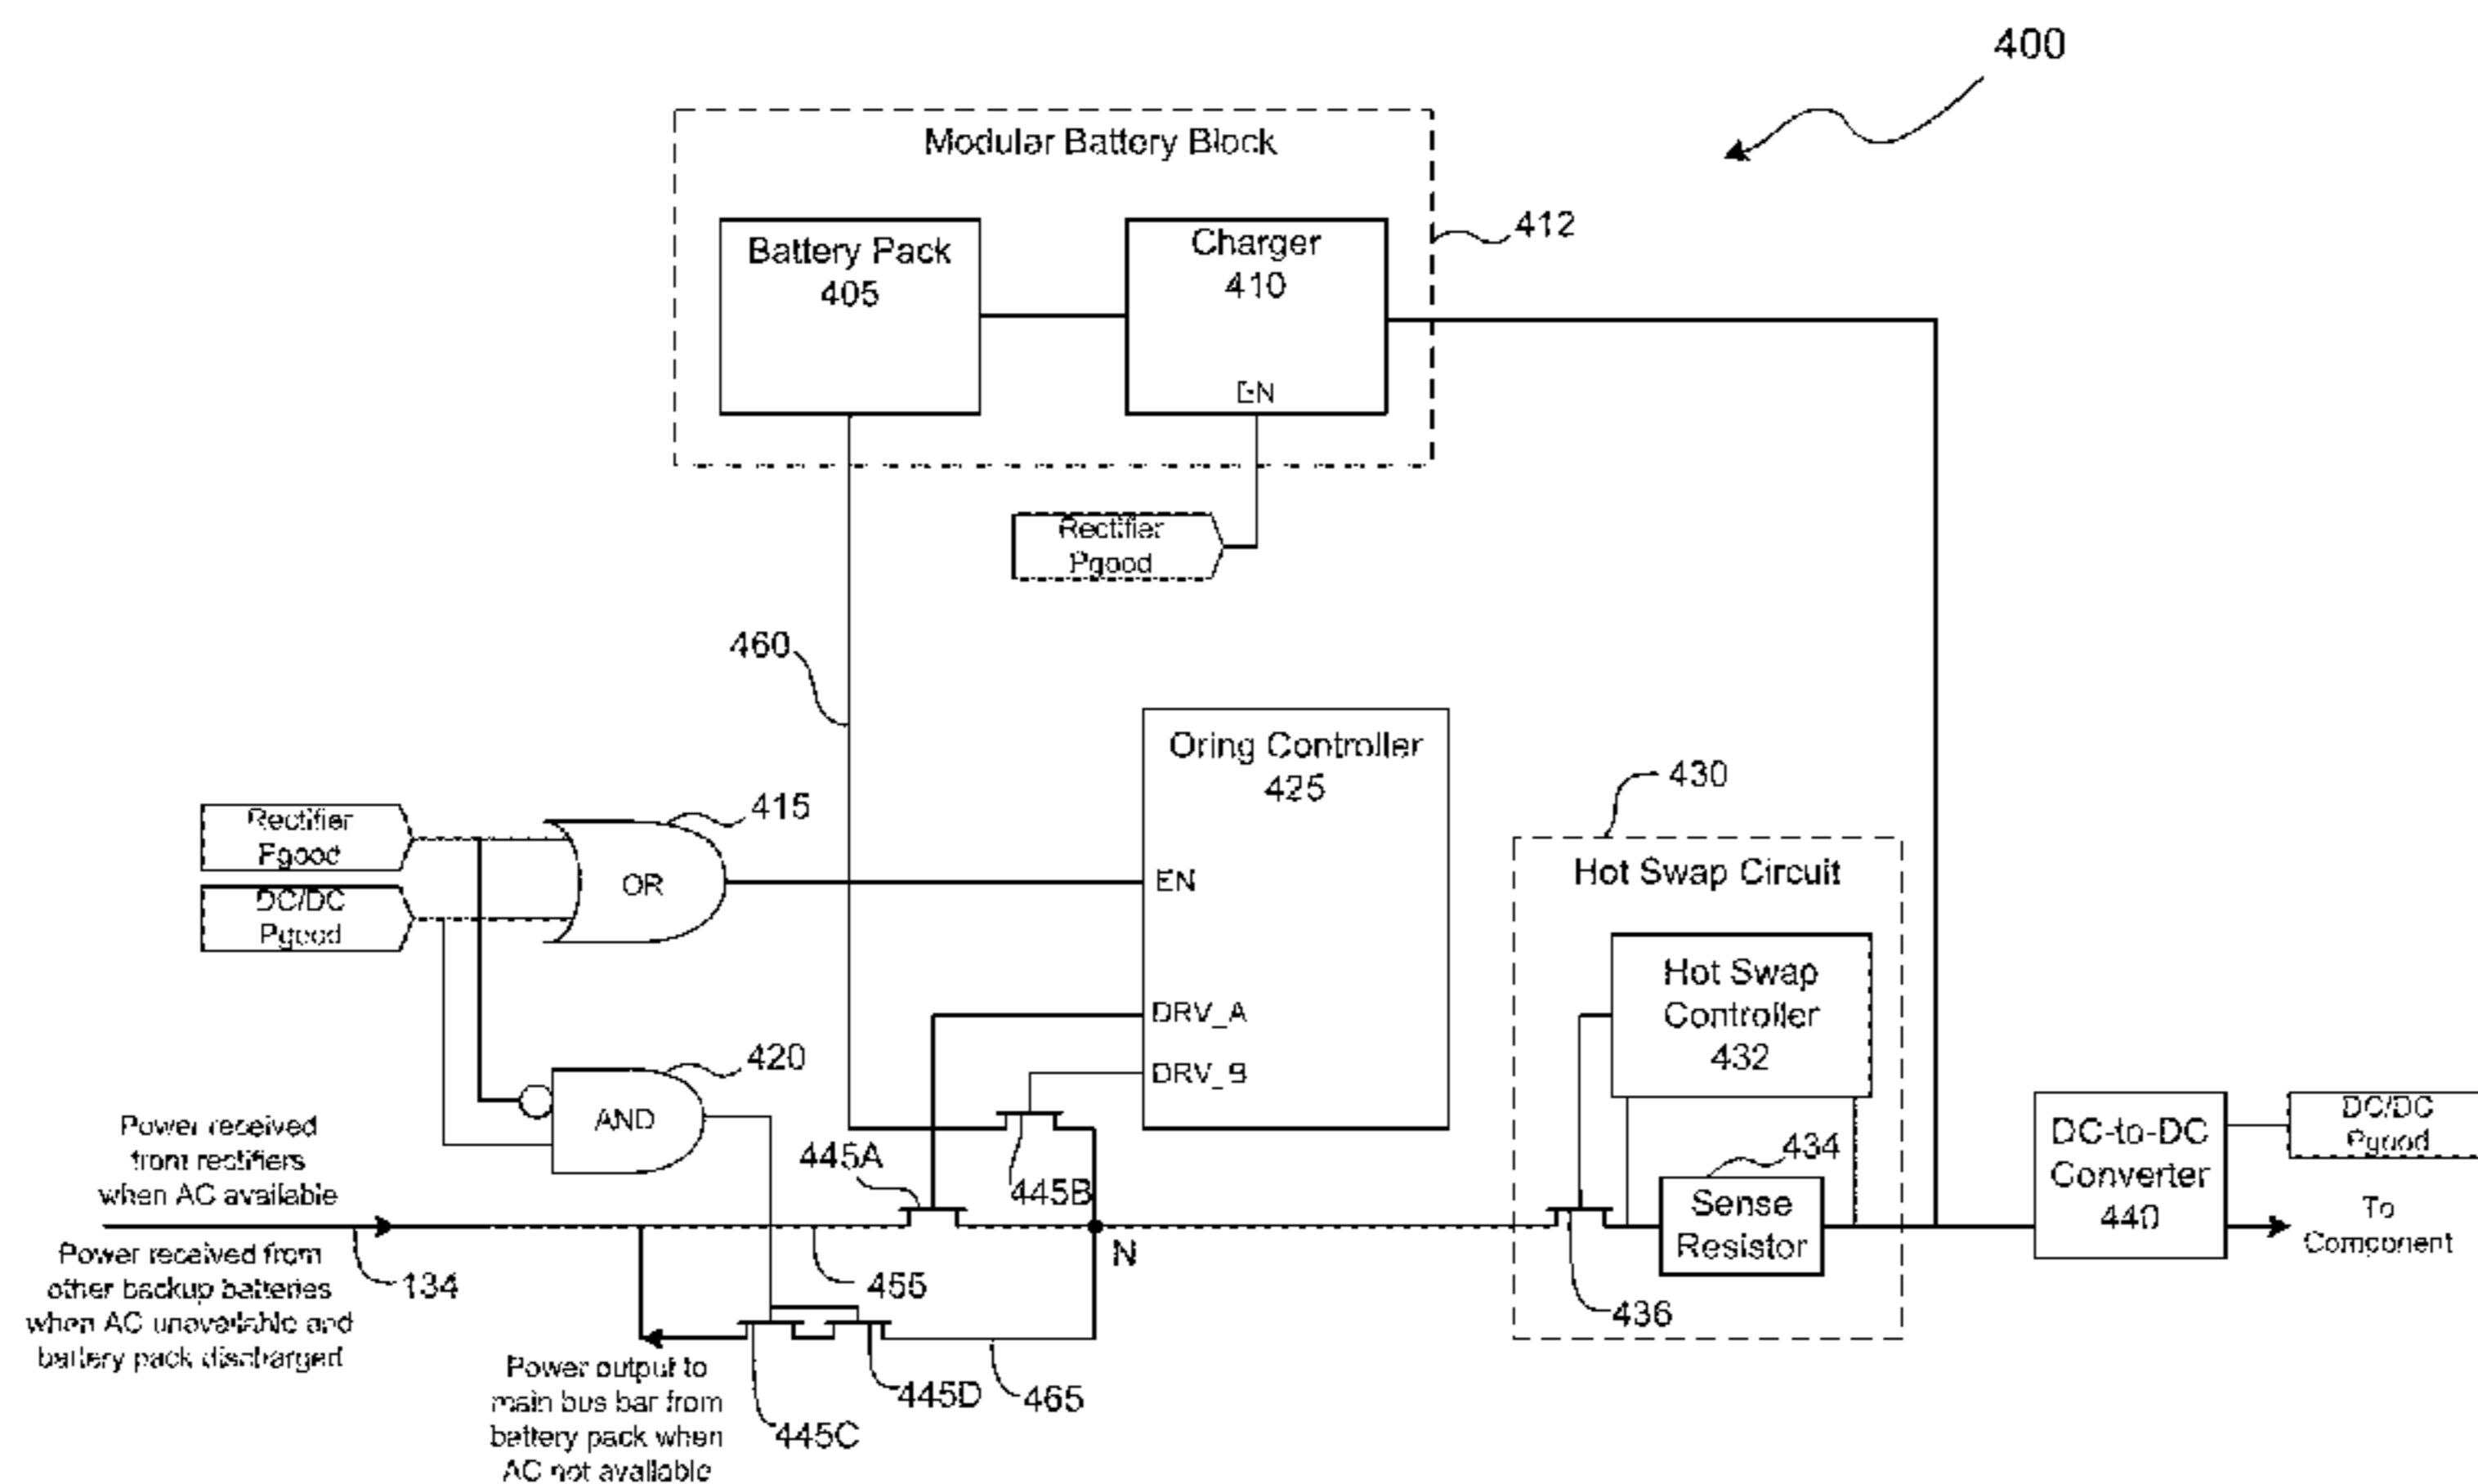 400
Modular Battery Block
Battery Pack
405
Charger
410
EN
412
Rectifier
Pgood
460
Oring Controller
425
EN
DRV_A
DRV_B
Rectifier
Pgood
DC/DC
Pgood
415
OR
420
AND
430
Hot Swap Circuit
Hot Swap
Controller
432
434
Sense
Resistor
436
DC-to-DC
Converter
440
DC/DC
Pgood
To
Component
Power received
from rectifiers
when AC available
Power received from
other backup batteries
when AC unavailable and
battery pack discharged
134
445A
445B
N
455
445C
445D
465
Power output to
main bus bar from
battery pack when
AC not available